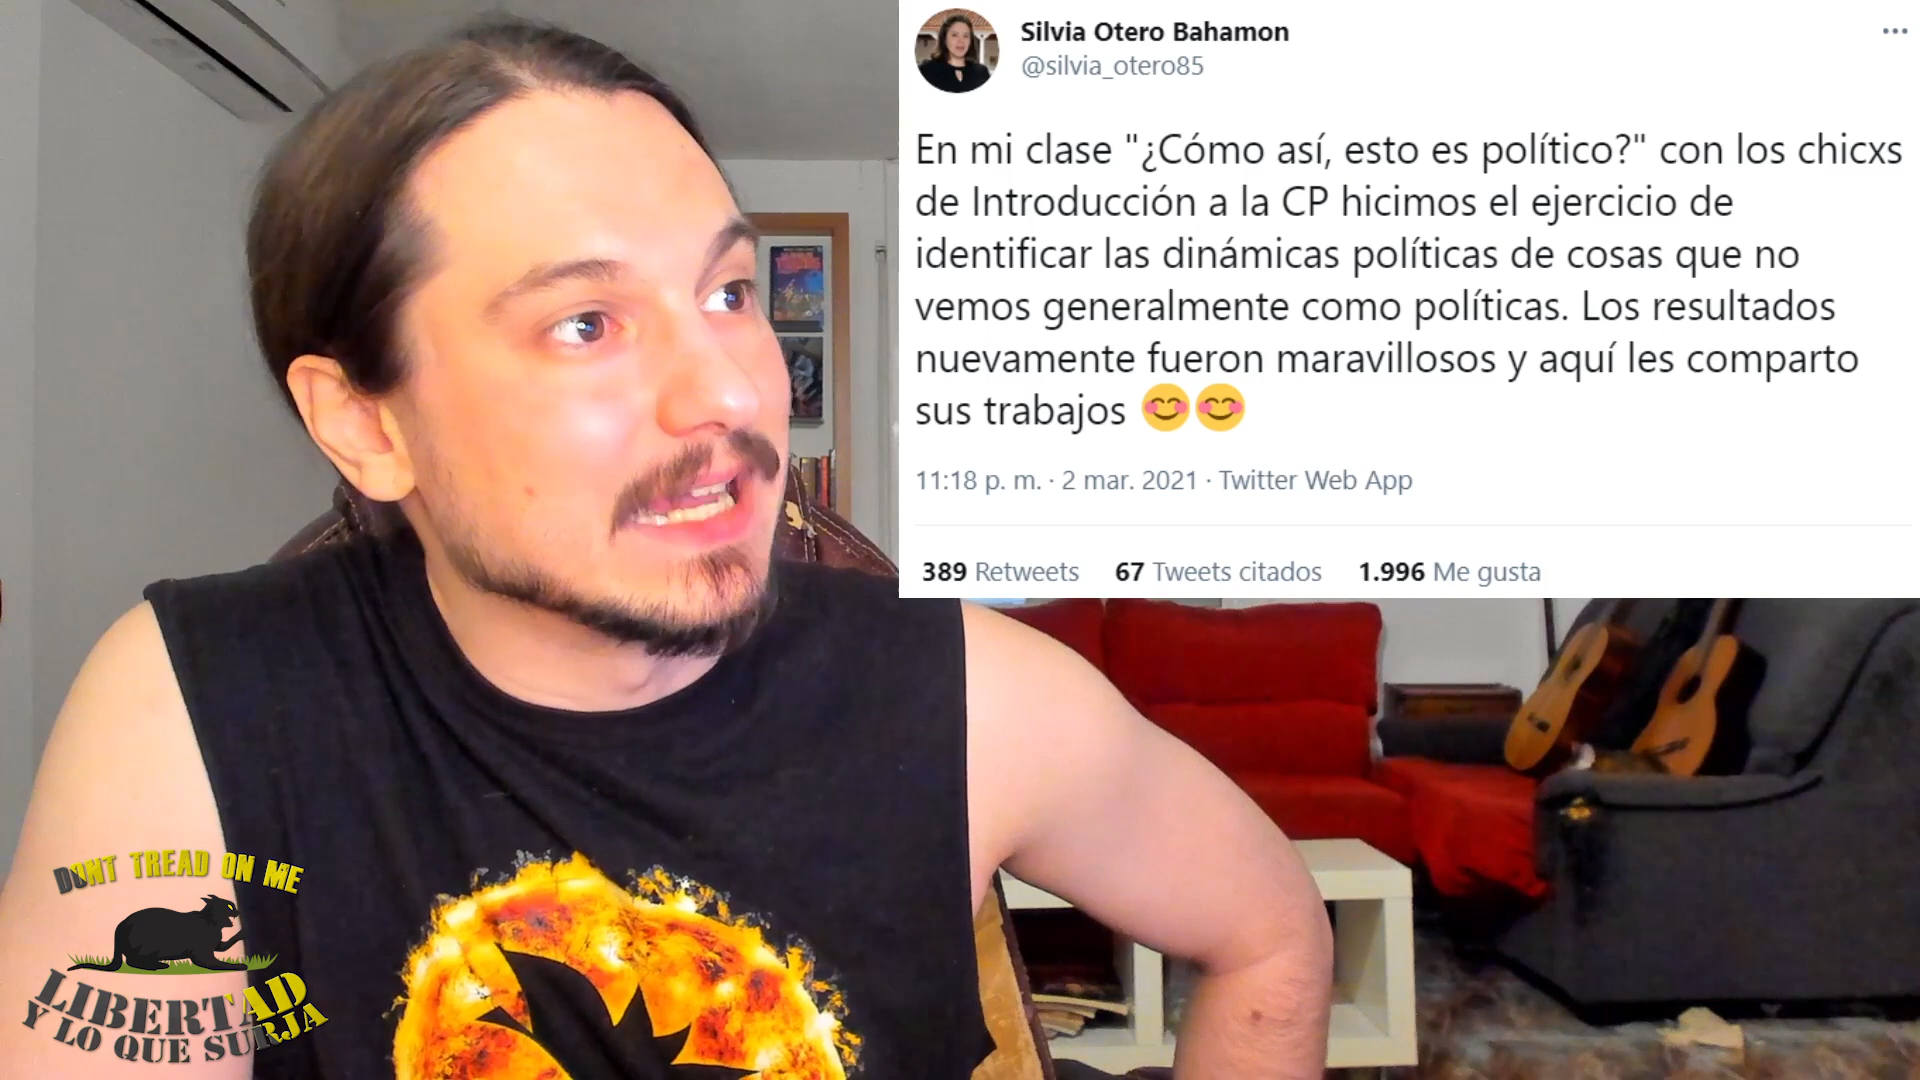 Silvia Otero Bahamon
@silvia_otero85
En mi clase "¿Cómo así, esto es político?" con los chicxs
de Introducción a la CP hicimos el ejercicio de
identificar las dinámicas políticas de cosas que no
vemos generalmente como políticas. Los resultados
nuevamente fueron maravillosos y aquí les comparto
sus trabajos 😊😊
11:18 p. m. · 2 mar. 2021 · Twitter Web App
389 Retweets 67 Tweets citados 1.996 Me gusta
DONT TREAD ON ME
LIBERTAD
Y LO QUE SURJA